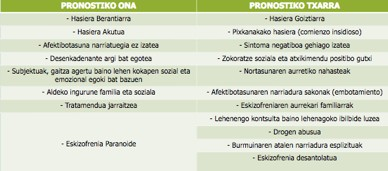 PRONOSTIKO ONA
PRONOSTIKO TXARRA
- Hasiera Berantiarra
- Hasiera Goiztiarra
- Hasiera Akutua
- Pixkanakako hasiera (comienzo insidioso)
- Afektibotasuna narriatuegia ez izatea
- Sintoma negatiboa gehiago izatea
- Desenkadenante argi bat egotea
- Zokoratze soziala eta atxikimendu positibo gutxi
- Subjektuak, gaitza agertu baino lehen kokapen sozial eta
emozional egoki bat bazuen
- Nortasunaren aurretiko nahasteak
- Aldeko ingurune familia eta soziala
- Afektibotasunaren narriadura sakonak (embotamiento)
- Tratamendua jarraitzea
- Eskizofreniaren aurrekari familiarrak
- Eskizofrenia Paranoide
- Lehenengo kontsulta baino lehenagoko ibilbide luzea
- Drogen abusua
- Burmuinaren atalen narriadura esplizituak
- Eskizofrenia desantolatua